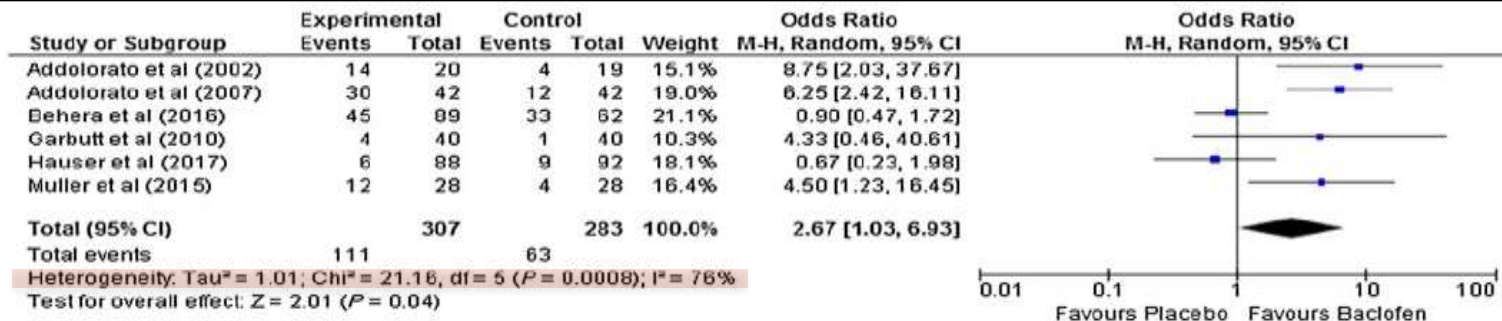 Experimental Control Odds Ratio Odds Ratio
Study or Subgroup Events Total Events Total Weight M-H, Random, 95% CI M-H, Random, 95% CI
Addolorato et al (2002) 14 20 4 19 15.1% 8.75 [2.03, 37.67]
Addolorato et al (2007) 30 42 12 42 19.0% 6.25 [2.42, 16.11]
Behera et al (2016) 45 89 33 62 21.1% 0.90 [0.47, 1.72]
Garbutt et al (2010) 4 40 1 40 10.3% 4.33 [0.46, 40.61]
Hauser et al (2017) 6 88 9 92 18.1% 0.67 [0.23, 1.98]
Muller et al (2015) 12 28 4 28 16.4% 4.50 [1.23, 16.45]
Total (95% CI) 307 283 100.0% 2.67 [1.03, 6.93]
Total events 111 63
Heterogeneity: Tau² = 1.01; Chi² = 21.16, df = 5 (P = 0.0008); I² = 76%
Test for overall effect: Z = 2.01 (P = 0.04)
0.01 0.1 1 10 100
Favours Placebo Favours Baclofen